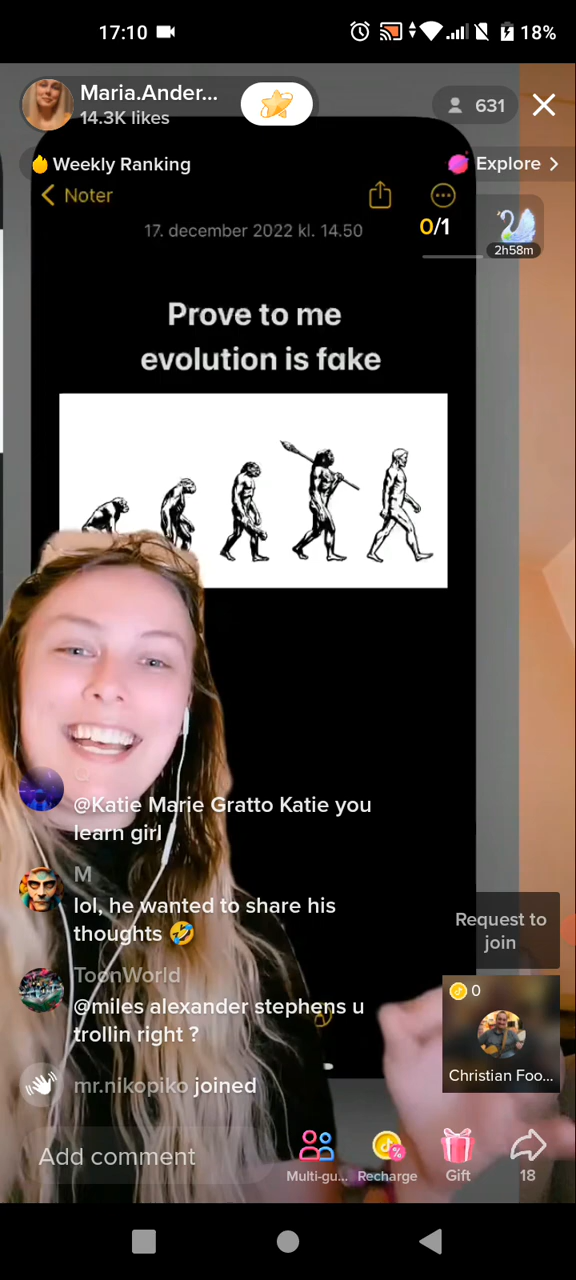 17:10
18%
Maria.Ander...
14.3K likes
631
Weekly Ranking
Explore
Noter
17. december 2022 kl. 14.50
0/1
2h58m
Prove to me
evolution is fake
@Katie Marie Gratto Katie you
learn girl
M
lol, he wanted to share his
thoughts 🤣
ToonWorld
@miles alexander stephens u
trollin right ?
mr.nikopiko joined
Request to
join
0
Christian Foo...
Add comment
Multi-gu...
Recharge
Gift
18